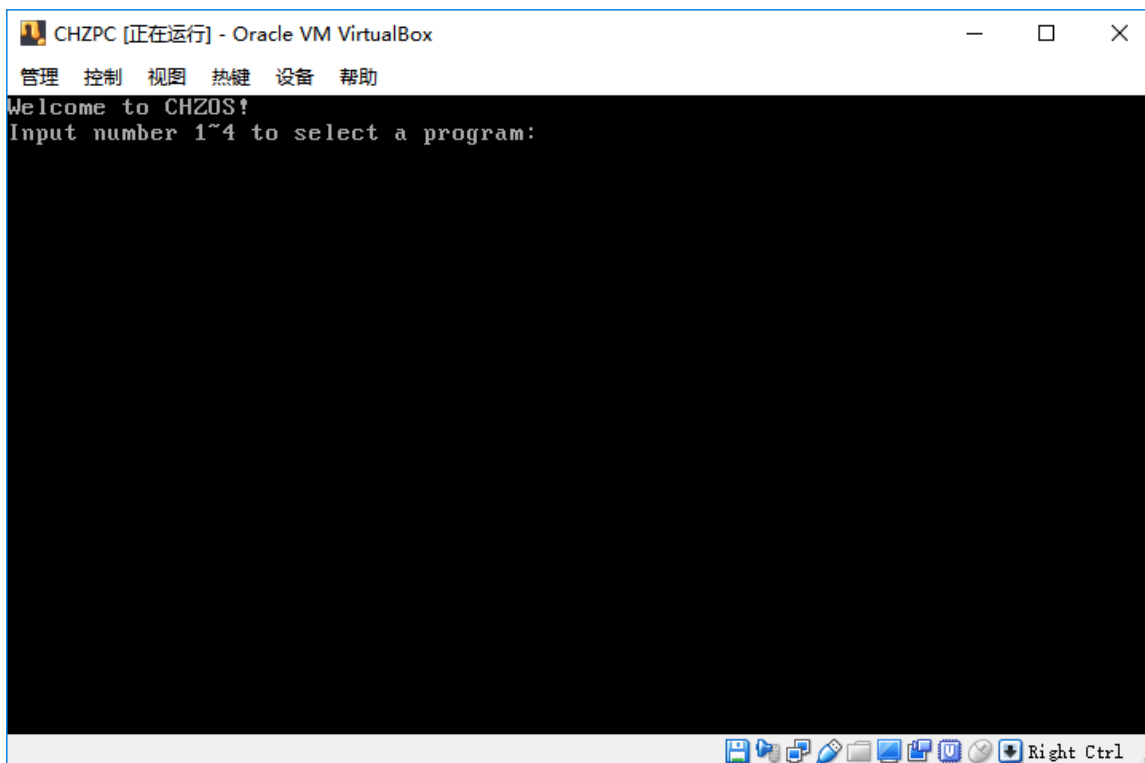 CHZPC [正在运行] - Oracle VM VirtualBox
管理 控制 视图 热键 设备 帮助
Welcome to CHZOS!
Input number 1~4 to select a program:
Right Ctrl